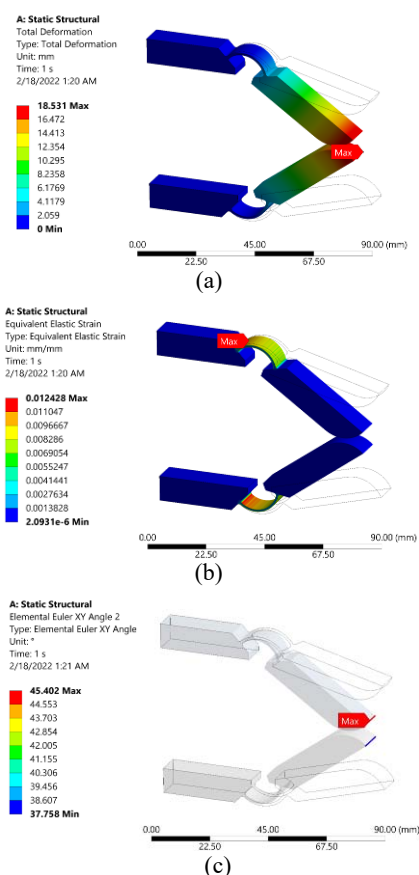 A: Static Structural
Total Deformation
Type: Total Deformation
Unit: mm
Time: 1 s
2/18/2022 1:20 AM
18.531 Max
16.472
14.413
12.354
10.295
8.2358
6.1769
4.1179
2.059
0 Min
Max
0.00 45.00 90.00 (mm)
22.50 67.50
(a)
A: Static Structural
Equivalent Elastic Strain
Type: Equivalent Elastic Strain
Unit: mm/mm
Time: 1 s
2/18/2022 1:20 AM
0.012428 Max
0.011047
0.0096667
0.008286
0.0069054
0.0055247
0.0041441
0.0027634
0.0013828
2.0931e-6 Min
Max
0.00 45.00 90.00 (mm)
22.50 67.50
(b)
A: Static Structural
Elemental Euler XY Angle 2
Type: Elemental Euler XY Angle
Unit: °
Time: 1 s
2/18/2022 1:21 AM
45.402 Max
44.553
43.703
42.854
42.005
41.155
40.306
39.456
38.607
37.758 Min
Max
0.00 45.00 90.00 (mm)
22.50 67.50
(c)